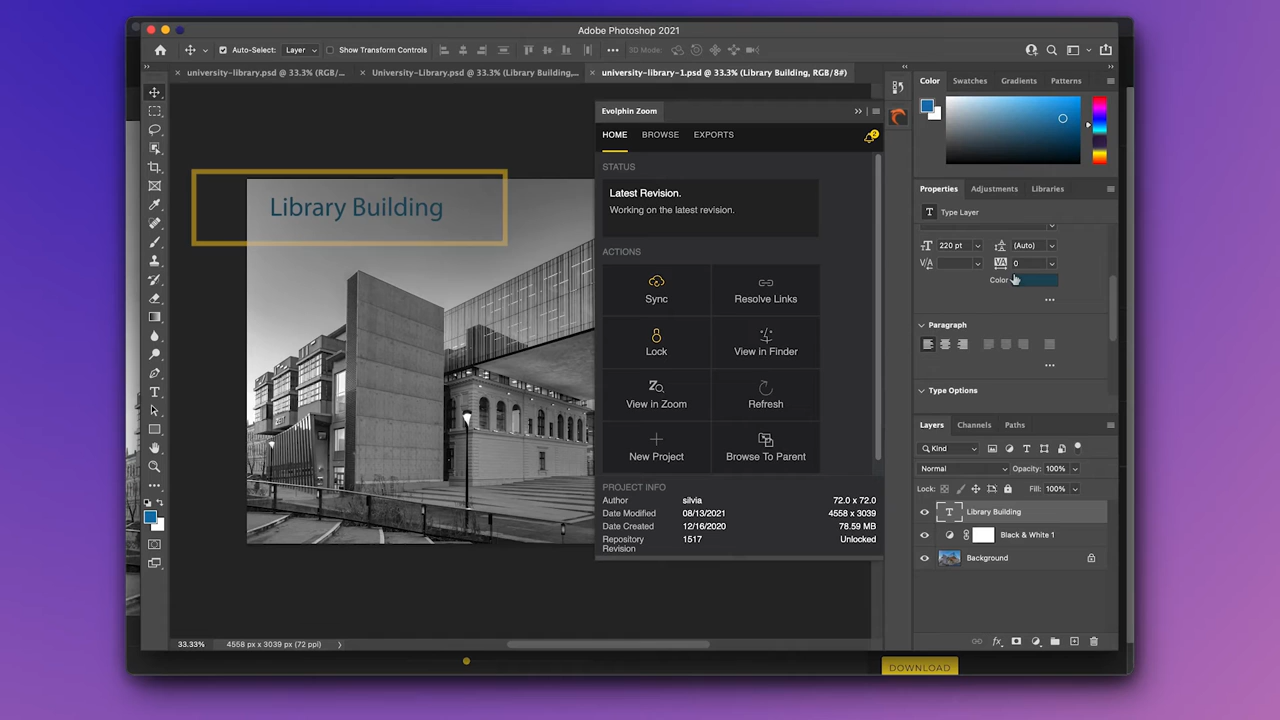 Adobe Photoshop 2021
Auto-Select: Layer Show Transform Controls 3D Mode:
university-library.psd @ 33.3% (RGB/... University-Library.psd @ 33.3% (Library Building,... university-library-1.psd @ 33.3% (Library Building, RGB/8#)
Library Building
Evolphin Zoom
HOME BROWSE EXPORTS
2
STATUS
Latest Revision.
Working on the latest revision.
ACTIONS
Sync Resolve Links
Lock View in Finder
View in Zoom Refresh
New Project Browse To Parent
PROJECT INFO
Author silvia 72.0 x 72.0
Date Modified 08/13/2021 4558 x 3039
Date Created 12/16/2020 78.59 MB
Repository Revision 1517 Unlocked
Color Swatches Gradients Patterns
Properties Adjustments Libraries
T Type Layer
220 pt (Auto)
V/A VA 0
Color
Paragraph
Type Options
Layers Channels Paths
Kind
Normal Opacity: 100%
Lock: Fill: 100%
T Library Building
Black & White 1
Background
fx
33.33% 4558 px x 3039 px (72 ppi)
DOWNLOAD